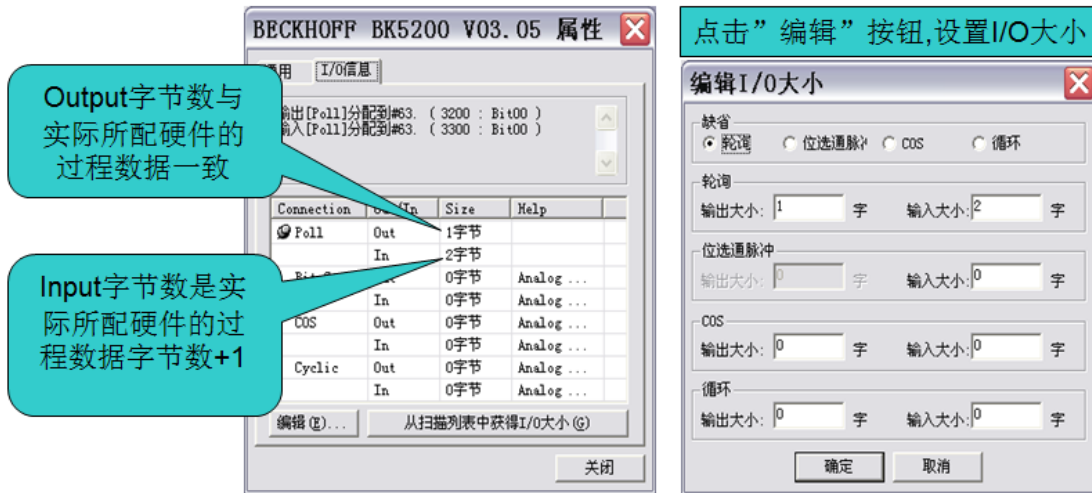 BECKHOFF BK5200 V03.05 属性
用
I/O信息
输出[Poll]分配到#63. ( 3200 : Bit00 )
输入[Poll]分配到#63. ( 3300 : Bit00 )
Output字节数与
实际所配硬件的
过程数据一致
Connection Size Help
Poll Out 1字节
In 2字节
0字节 Analog ...
In 0字节 Analog ...
COS Out 0字节 Analog ...
In 0字节 Analog ...
Cyclic Out 0字节 Analog ...
In 0字节 Analog ...
Input字节数是实
际所配硬件的过
程数据字节数+1
编辑(E)... 从扫描列表中获得I/O大小(G)
关闭
点击”编辑”按钮,设置I/O大小
编辑I/O大小
缺省
轮询 位选通脉冲 COS 循环
轮询
输出大小: 1 字 输入大小: 2 字
位选通脉冲
输出大小: 0 字 输入大小: 0 字
COS
输出大小: 0 字 输入大小: 0 字
循环
输出大小: 0 字 输入大小: 0 字
确定 取消